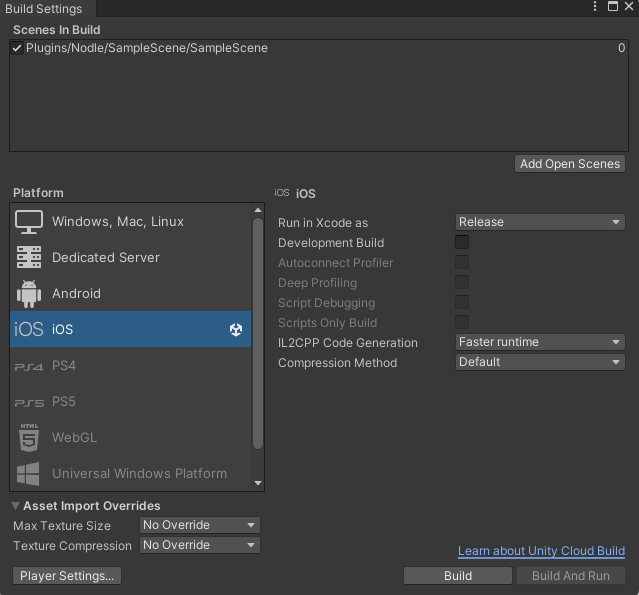 Build Settings
Scenes In Build
Plugins/Nodle/SampleScene/SampleScene 0
Add Open Scenes
Platform
Windows, Mac, Linux
Dedicated Server
Android
iOS iOS
PS4 PS4
PS5 PS5
HTML
5 WebGL
Universal Windows Platform
iOS iOS
Run in Xcode as Release
Development Build
Autoconnect Profiler
Deep Profiling
Script Debugging
Scripts Only Build
IL2CPP Code Generation Faster runtime
Compression Method Default
Asset Import Overrides
Max Texture Size No Override
Texture Compression No Override
Learn about Unity Cloud Build
Player Settings... Build Build And Run